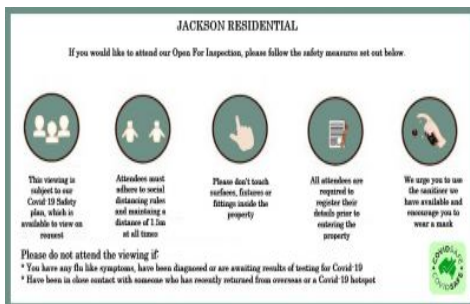 JACKSON RESIDENTIAL
If you would like to attend our Open For Inspection, please follow the safety measures set out below.
This viewing is
subject to our
Covid 19 Safety
plan, which is
available to view on
request
Attendees must
adhere to social
distancing rules
and maintaing a
distance of 1.5m
at all times
Please don't touch
surfaces, fixtures or
fittings inside the
property
All attendees are
required to
register their
details prior to
entering the
property
We urge you to use
the sanitiser we
have available and
encourage you to
wear a mask
Please do not attend the viewing if:
* You have any flu like symptoms, have been diagnosed or are awaiting results of testing for Covid-19
* Have been in close contact with someone who has recently returned from overseas or a Covid-19 hotspot
COVIDSAFE
COVIDSAFE